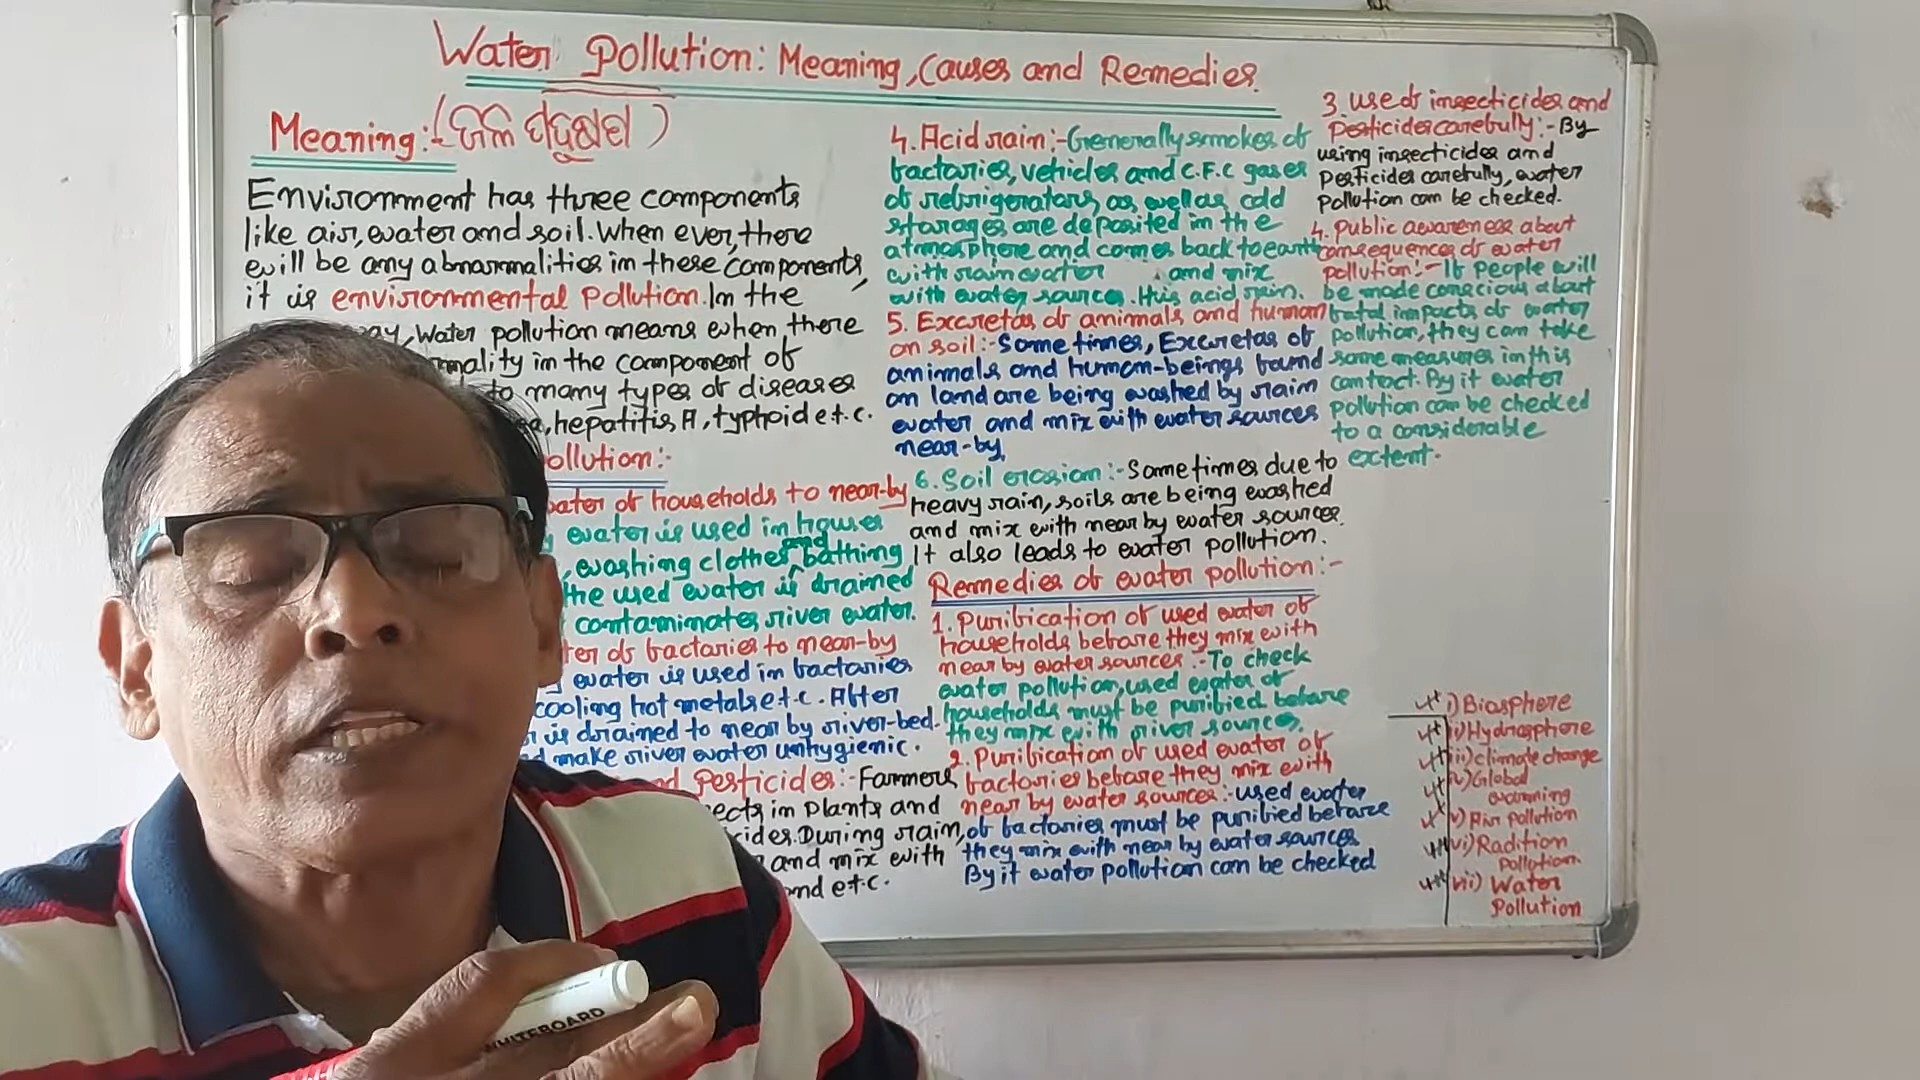 Water Pollution: Meaning, Causes and Remedies.
Meaning:-(ଜଳ ପ୍ରଦୂଷଣ)
Environment has three components
like air, water and soil. When ever, there
will be any abnormalities in these components,
it is environmental pollution. In the
way, Water pollution means when there
mality in the component of
to many types of diseases
hepatitis A, typhoid e.t.c.
ollution:-
water of households to near-by
water is used in houses
, washing clothes and bathing
the used water is drained
contaminates river water.
ter of factories to near-by
water is used in factories
cooling hot metals e.t.c. After
is drained to near by river-bed.
make river water unhygienic.
nd Pesticides:- Farmers
ects in plants and
cides. During rain,
and mix with
and e.t.c.
4. Acid rain:- Generally smokes of
factories, vehicles and C.F.C gases
of refrigerators, as well as cold
storages are deposited in the
atmosphere and comes back to earth
with rain water and mix
with water sources. It is acid rain.
5. Excretas of animals and human
on soil:- Some times, Excretas of
animals and human-beings found
on land are being washed by rain
water and mix with water sources
near-by.
6. Soil erosion:- Some times due to
heavy rain, soils are being washed
and mix with near by water sources.
It also leads to water pollution.
Remedies of water pollution:-
1. Purification of used water of
households before they mix with
near by water sources:- To check
water pollution, used water of
households must be purified before
they mix with river sources.
2. Purification of used water of
factories before they mix with
near by water sources:- used water
of factories must be purified before
they mix with near by water sources.
By it water pollution can be checked
3. use of insecticides and
Pesticides carefully:- By
using insecticides and
Pesticides carefully, water
pollution can be checked.
4. Public awareness about
consequences of water
pollution:- If people will
be made conscious about
fatal impacts of water
pollution, they can take
some measures in this
contact. By it water
pollution can be checked
to a considerable
extent.
i) Biosphere
ii) Hydrosphere
iii) climate change
iv) Global
warming
v) Air pollution
vi) Radition
Pollution.
vii) Water
Pollution
WHITEBOARD